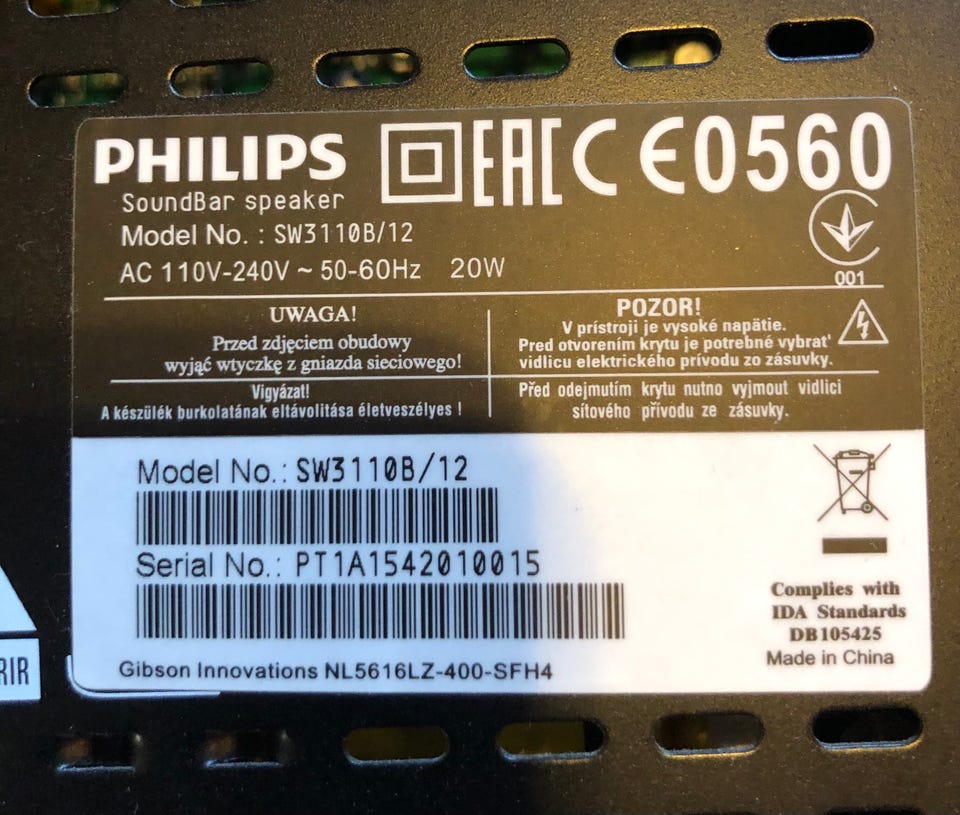 PHILIPS
EAC CE0560
SoundBar speaker
Model No. : SW3110B/12
AC 110V-240V ~ 50-60Hz 20W
001
UWAGA!
Przed zdjęciem obudowy
wyjąć wtyczkę z gniazda sieciowego!
Vigyázat!
A készülék burkolatának eltávolitása életveszélyes !
POZOR!
V prístroji je vysoké napätie.
Pred otvorením krytu je potrebné vybrat'
vidlicu elektrického prívodu zo zásuvky.
Před odejmutím krytu nutno vyjmout vidlici
síťového přívodu ze zásuvky.
Model No.: SW3110B/12
Serial No.: PT1A1542010015
Gibson Innovations NL5616LZ-400-SFH4
Complies with
IDA Standards
DB105425
Made in China
RIR